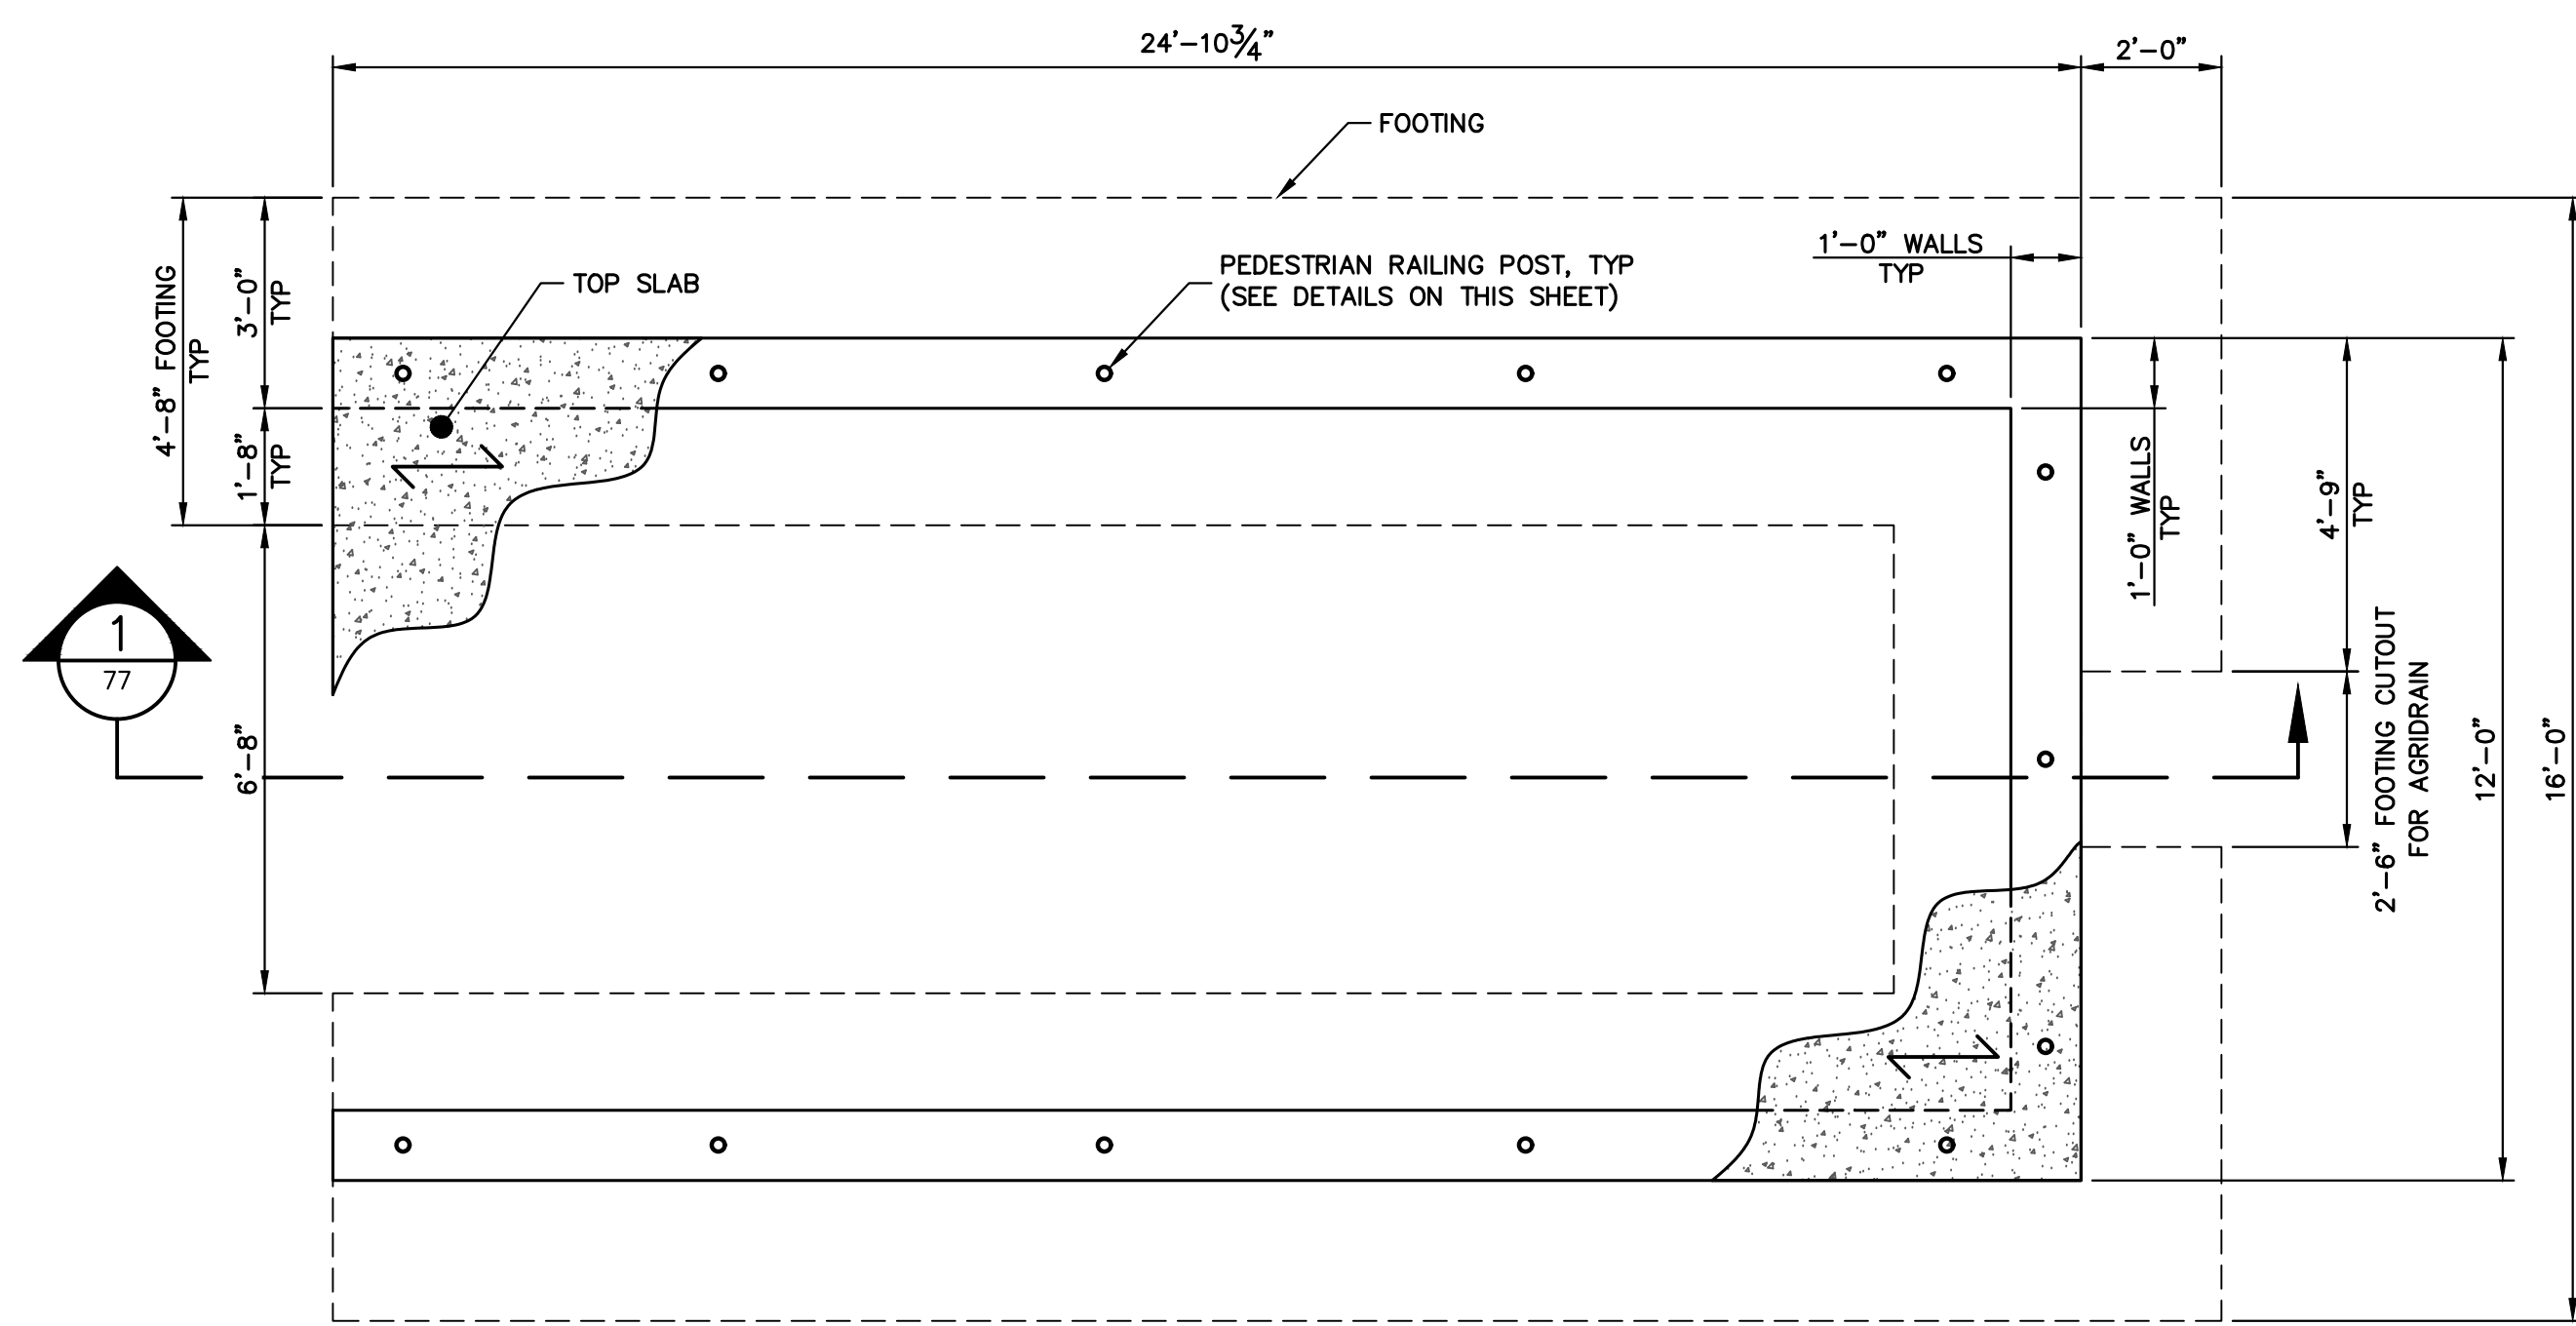 24'-10¾"
2'-0"
FOOTING
1'-0" WALLS
TYP
PEDESTRIAN RAILING POST, TYP
(SEE DETAILS ON THIS SHEET)
TOP SLAB
4'-8" FOOTING
TYP
3'-0"
TYP
1'-8"
TYP
6'-8"
1
77
1'-0" WALLS
TYP
4'-9"
TYP
2'-6" FOOTING CUTOUT
FOR AGRIDRAIN
12'-0"
16'-0"